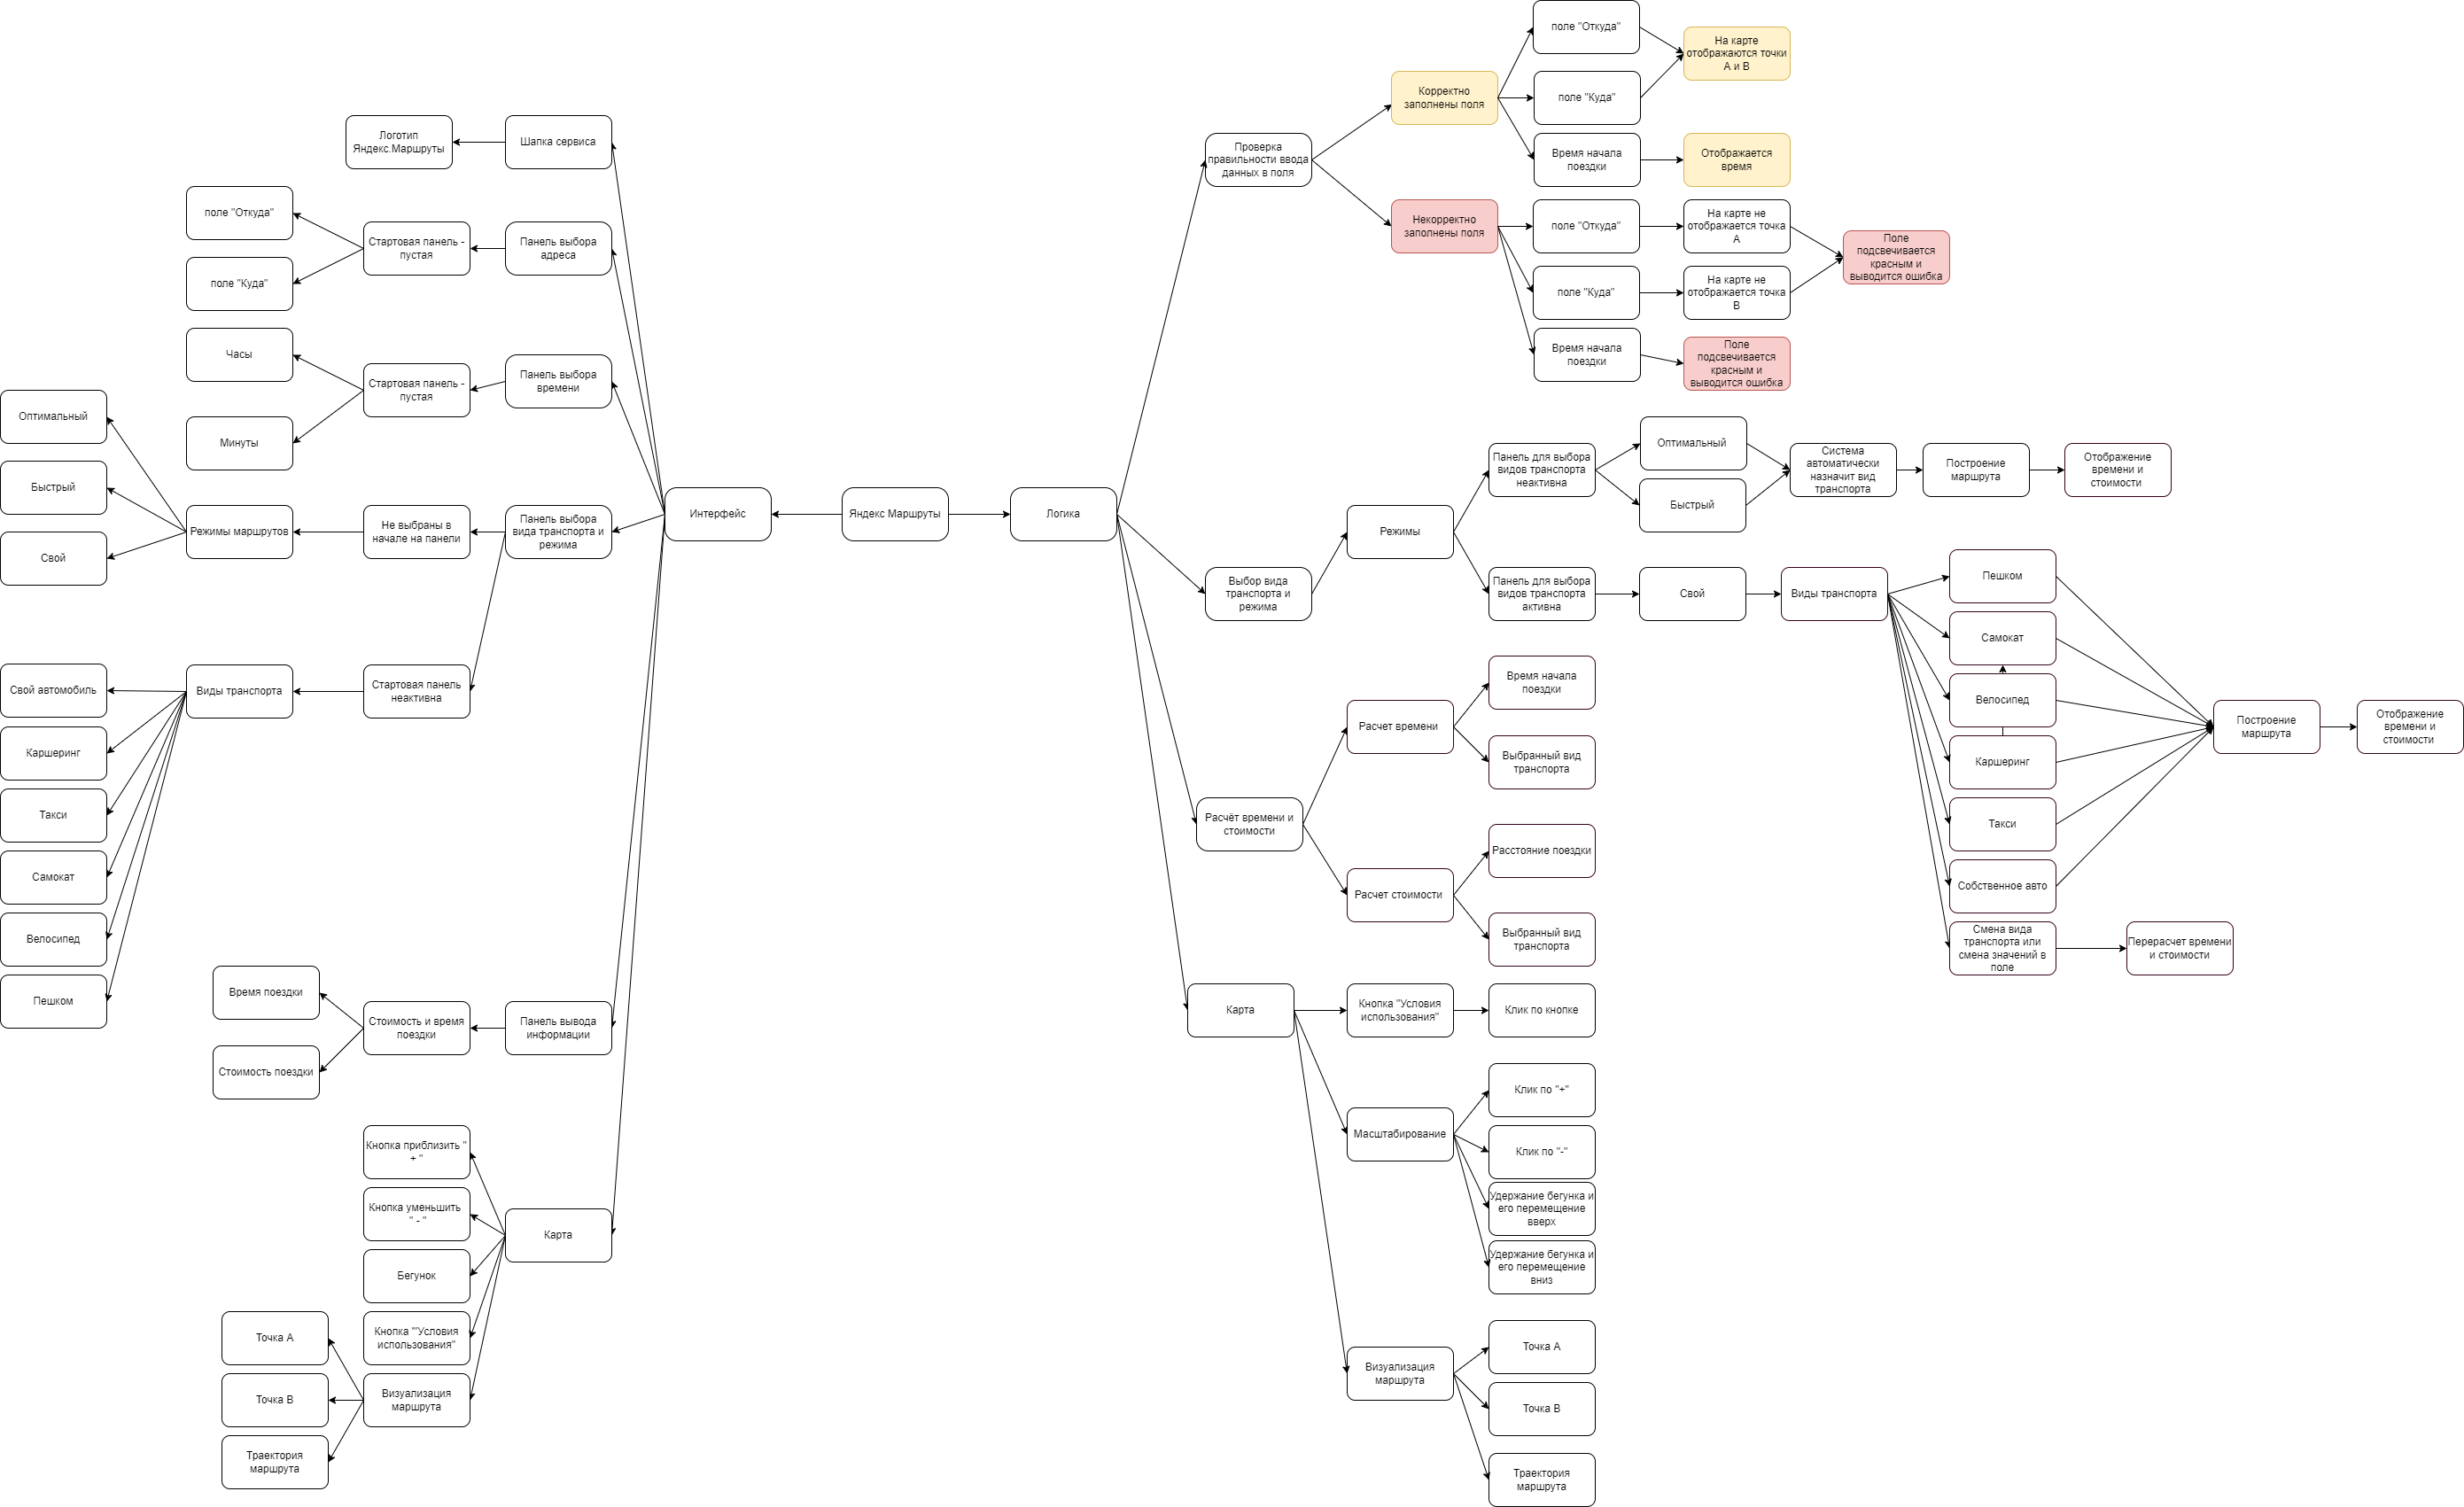 Яндекс Маршруты
Интерфейс
Шапка сервиса
Логотип
Яндекс.Маршруты
Панель выбора
адреса
Стартовая панель -
пустая
поле "Откуда"
поле "Куда"
Панель выбора
времени
Стартовая панель -
пустая
Часы
Минуты
Панель выбора
вида транспорта и
режима
Не выбраны в
начале на панели
Режимы маршрутов
Оптимальный
Быстрый
Свой
Стартовая панель
неактивна
Виды транспорта
Свой автомобиль
Каршеринг
Такси
Самокат
Велосипед
Пешком
Панель вывода
информации
Стоимость и время
поездки
Время поездки
Стоимость поездки
Карта
Кнопка приблизить "
+ "
Кнопка уменьшить
" - "
Бегунок
Кнопка ""Условия
использования"
Визуализация
маршрута
Точка А
Точка В
Траектория
маршрута
Логика
Проверка
правильности ввода
данных в поля
Корректно
заполнены поля
поле "Откуда"
поле "Куда"
На карте
отображаются точки
А и В
Время начала
поездки
Отображается
время
Некорректно
заполнены поля
поле "Откуда"
На карте не
отображается точка
А
поле "Куда"
На карте не
отображается точка
В
Поле
подсвечивается
красным и
выводится ошибка
Время начала
поездки
Поле
подсвечивается
красным и
выводится ошибка
Выбор вида
транспорта и
режима
Режимы
Панель для выбора
видов транспорта
неактивна
Оптимальный
Быстрый
Система
автоматически
назначит вид
транспорта
Построение
маршрута
Отображение
времени и
стоимости
Панель для выбора
видов транспорта
активна
Свой
Виды транспорта
Пешком
Самокат
Велосипед
Каршеринг
Такси
Собственное авто
Построение
маршрута
Отображение
времени и
стоимости
Смена вида
транспорта или
смена значений в
поле
Перерасчет времени
и стоимости
Расчёт времени и
стоимости
Расчет времени
Время начала
поездки
Выбранный вид
транспорта
Расчет стоимости
Расстояние поездки
Выбранный вид
транспорта
Карта
Кнопка "Условия
использования"
Клик по кнопке
Масштабирование
Клик по "+"
Клик по "-"
Удержание бегунка и
его перемещение
вверх
Удержание бегунка и
его перемещение
вниз
Визуализация
маршрута
Точка А
Точка В
Траектория
маршрута